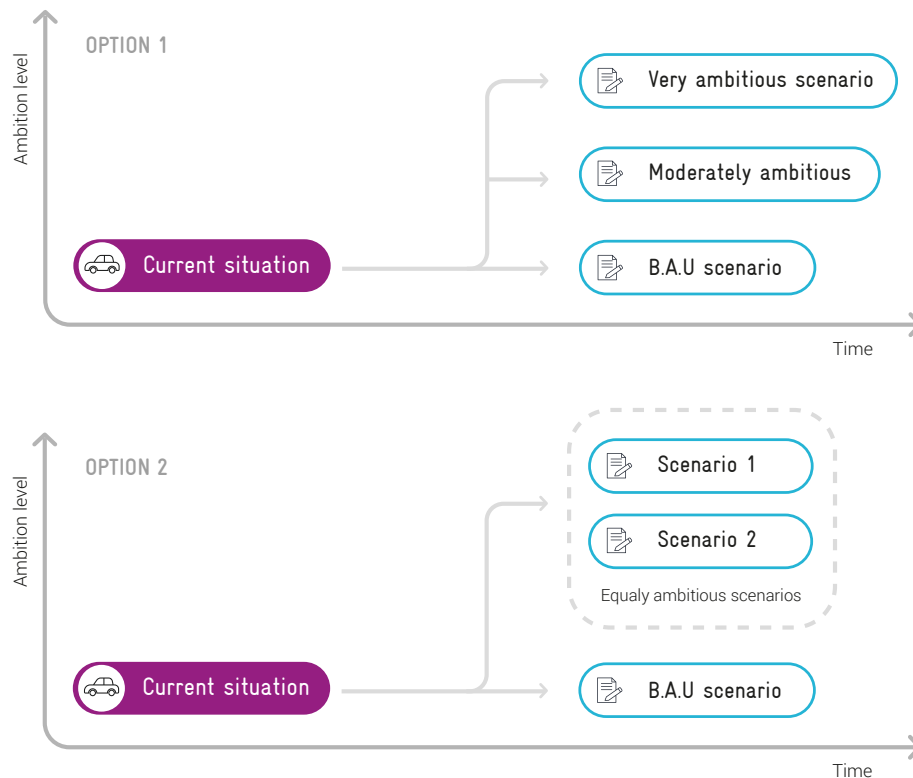 OPTION 1
Ambition level
Very ambitious scenario
Moderately ambitious
Current situation
B.A.U scenario
Time
OPTION 2
Ambition level
Scenario 1
Scenario 2
Equaly ambitious scenarios
Current situation
B.A.U scenario
Time